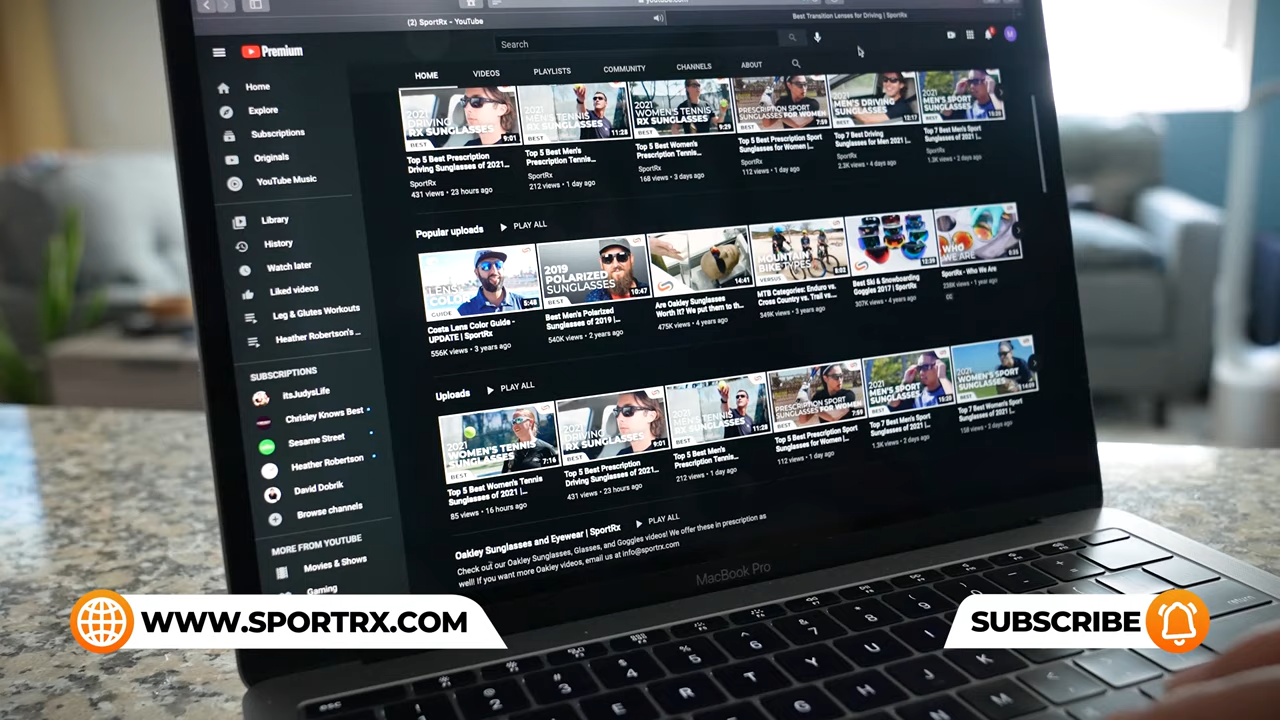 (2) SportRx - YouTube
Best Transition Lenses for Driving | SportRx
Premium
Search
HOME
VIDEOS
PLAYLISTS
COMMUNITY
CHANNELS
ABOUT
Home
Explore
Subscriptions
Originals
YouTube Music
Library
History
Watch later
Liked videos
Leg & Glutes Workouts
Heather Robertson's ...
SUBSCRIPTIONS
itsJudysLife
Chrisley Knows Best
Sesame Street
Heather Robertson
David Dobrik
Browse channels
MORE FROM YOUTUBE
Movies & Shows
Gaming
2021
DRIVING
RX SUNGLASSES
BEST
9:01
Top 5 Best Prescription
Driving Sunglasses of 2021...
SportRx
431 views • 23 hours ago
2021
MEN'S TENNIS
RX SUNGLASSES
BEST
11:28
Top 5 Best Men's
Prescription Tennis...
SportRx
212 views • 1 day ago
2021
WOMEN'S TENNIS
RX SUNGLASSES
BEST
9:29
Top 5 Best Women's
Prescription Tennis...
SportRx
168 views • 3 days ago
PRESCRIPTION SPORT
SUNGLASSES FOR WOMEN
BEST
7:59
Top 5 Best Prescription Sport
Sunglasses for Women |...
SportRx
112 views • 1 day ago
2021
MEN'S DRIVING
SUNGLASSES
BEST
12:17
Top 7 Best Driving
Sunglasses for Men 2021 |...
SportRx
2.3K views • 4 days ago
2021
MEN'S SPORT
SUNGLASSES
BEST
15:20
Top 7 Best Men's Sport
Sunglasses of 2021 |...
SportRx
1.3K views • 2 days ago
Popular uploads
PLAY ALL
LENS
COLOR
GUIDE
5:48
Costa Lens Color Guide -
UPDATE | SportRx
556K views • 3 years ago
2019
POLARIZED
SUNGLASSES
BEST
10:47
Best Men's Polarized
Sunglasses of 2019 |...
540K views • 2 years ago
14:41
Are Oakley Sunglasses
Worth It? We put them to th...
475K views • 4 years ago
MOUNTAIN
BIKE TYPES
VERSUS
8:02
MTB Categories: Enduro vs.
Cross Country vs. Trail vs...
349K views • 3 years ago
12:39
Best Ski & Snowboarding
Goggles 2017 | SportRx
307K views • 4 years ago
WHO
WE ARE
SportRx - Who We Are
238K views • 1 year ago
CC
Uploads
PLAY ALL
2021
WOMEN'S TENNIS
SUNGLASSES
BEST
7:16
Top 5 Best Women's Tennis
Sunglasses of 2021 |...
85 views • 16 hours ago
2021
DRIVING
RX SUNGLASSES
BEST
9:01
Top 5 Best Prescription
Driving Sunglasses of 2021...
431 views • 23 hours ago
2021
MEN'S TENNIS
RX SUNGLASSES
BEST
11:28
Top 5 Best Men's
Prescription Tennis...
212 views • 1 day ago
PRESCRIPTION SPORT
SUNGLASSES FOR WOMEN
BEST
7:59
Top 5 Best Prescription Sport
Sunglasses for Women |...
112 views • 1 day ago
2021
MEN'S SPORT
SUNGLASSES
BEST
15:20
Top 7 Best Men's Sport
Sunglasses of 2021 |...
1.3K views • 2 days ago
2021
WOMEN'S SPORT
SUNGLASSES
BEST
14:09
Top 7 Best Women's Sport
Sunglasses of 2021 |...
158 views • 2 days ago
Oakley Sunglasses and Eyewear | SportRx
PLAY ALL
Check out our Oakley Sunglasses, Glasses, and Goggles videos! We offer these in prescription as
well! If you want more Oakley videos, email us at info@sportrx.com
MacBook Pro
WWW.SPORTRX.COM
SUBSCRIBE
esc
return